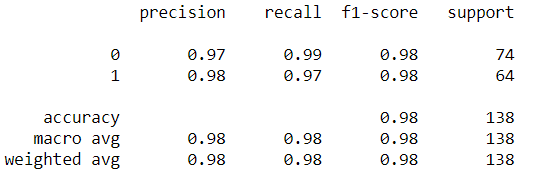 precision recall f1-score support
0 0.97 0.99 0.98 74
1 0.98 0.97 0.98 64
accuracy 0.98 138
macro avg 0.98 0.98 0.98 138
weighted avg 0.98 0.98 0.98 138